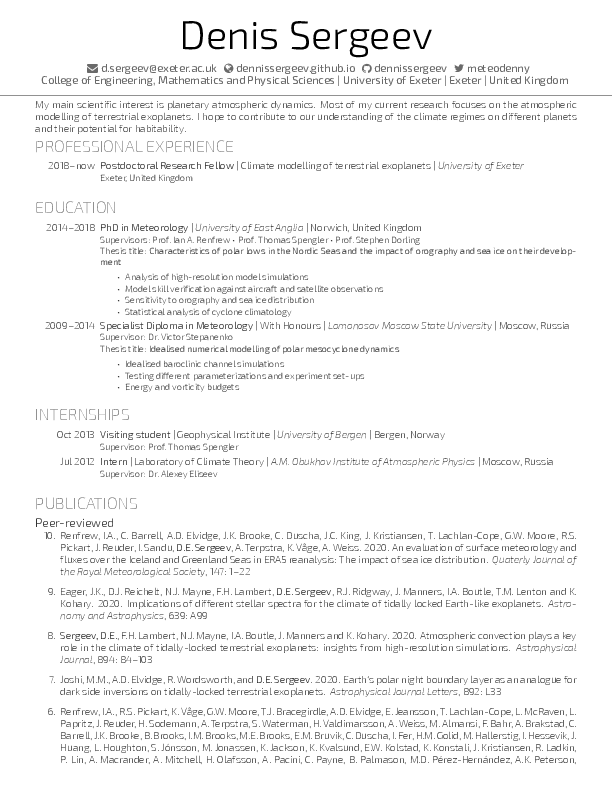 Denis Sergeev
d.sergeev@exeter.ac.uk dennissergeev.github.io dennissergeev meteodenny
College of Engineering, Mathematics and Physical Sciences | University of Exeter | Exeter | United Kingdom
My main scientific interest is planetary atmospheric dynamics. Most of my current research focuses on the atmospheric
modelling of terrestrial exoplanets. I hope to contribute to our understanding of the climate regimes on different planets
and their potential for habitability.
PROFESSIONAL EXPERIENCE
2018–now Postdoctoral Research Fellow | Climate modelling of terrestrial exoplanets | University of Exeter
Exeter, United Kingdom
EDUCATION
2014–2018 PhD in Meteorology | University of East Anglia | Norwich, United Kingdom
Supervisors: Prof. Ian A. Renfrew • Prof. Thomas Spengler • Prof. Stephen Dorling
Thesis title: Characteristics of polar lows in the Nordic Seas and the impact of orography and sea ice on their develop-
ment
• Analysis of high-resolution model simulations
• Model skill verification against aircraft and satellite observations
• Sensitivity to orography and sea ice distribution
• Statistical analysis of cyclone climatology
2009–2014 Specialist Diploma in Meteorology | With Honours | Lomonosov Moscow State University | Moscow, Russia
Supervisor: Dr. Victor Stepanenko
Thesis title: Idealised numerical modelling of polar mesocyclone dynamics
• Idealised baroclinic channel simulations
• Testing different parameterizations and experiment set-ups
• Energy and vorticity budgets
INTERNSHIPS
Oct 2013 Visiting student | Geophysical Institute | University of Bergen | Bergen, Norway
Supervisor: Prof. Thomas Spengler
Jul 2012 Intern | Laboratory of Climate Theory | A.M. Obukhov Institute of Atmospheric Physics | Moscow, Russia
Supervisor: Dr. Alexey Eliseev
PUBLICATIONS
Peer-reviewed
10. Renfrew, I.A., C. Barrell, A.D. Elvidge, J.K. Brooke, C. Duscha, J.C. King, J. Kristiansen, T. Lachlan-Cope, G.W. Moore, R.S.
Pickart, J. Reuder, I. Sandu, D.E. Sergeev, A. Terpstra, K. Våge, A. Weiss. 2020. An evaluation of surface meteorology and
fluxes over the Iceland and Greenland Seas in ERA5 reanalysis: The impact of sea ice distribution. Quaterly Journal of
the Royal Meteorological Society, 147: 1–22
9. Eager, J.K., D.J. Reichelt, N.J. Mayne, F.H. Lambert, D.E. Sergeev, R.J. Ridgway, J. Manners, I.A. Boutle, T.M. Lenton and K.
Kohary. 2020. Implications of different stellar spectra for the climate of tidally locked Earth-like exoplanets. Astro-
nomy and Astrophysics, 639: A99
8. Sergeev, D.E., F.H. Lambert, N.J. Mayne, I.A. Boutle, J. Manners and K. Kohary. 2020. Atmospheric convection plays a key
role in the climate of tidally-locked terrestrial exoplanets: insights from high-resolution simulations. Astrophysical
Journal, 894: 84–103
7. Joshi, M.M., A.D. Elvidge, R. Wordsworth, and D.E. Sergeev. 2020. Earth's polar night boundary layer as an analogue for
dark side inversions on tidally-locked terrestrial exoplanets. Astrophysical Journal Letters, 892: L33
6. Renfrew, I.A., R.S. Pickart, K. Våge, G.W. Moore, T.J. Bracegirdle, A.D. Elvidge, E. Jeansson, T. Lachlan-Cope, L. McRaven, L.
Papritz, J. Reuder, H. Sodemann, A. Terpstra, S. Waterman, H. Valdimarsson, A. Weiss, M. Almansi, F. Bahr, A. Brakstad, C.
Barrell, J.K. Brooke, B. Brooks, I.M. Brooks, M.E. Brooks, E.M. Bruvik, C. Duscha, I. Fer, H.M. Golid, M. Hallerstig, I. Hessevik, J.
Huang, L. Houghton, S. Jónsson, M. Jonassen, K. Jackson, K. Kvalsund, E.W. Kolstad, K. Konstali, J. Kristiansen, R. Ladkin,
P. Lin, A. Macrander, A. Mitchell, H. Olafsson, A. Pacini, C. Payne, B. Palmason, M.D. Pérez-Hernández, A.K. Peterson,